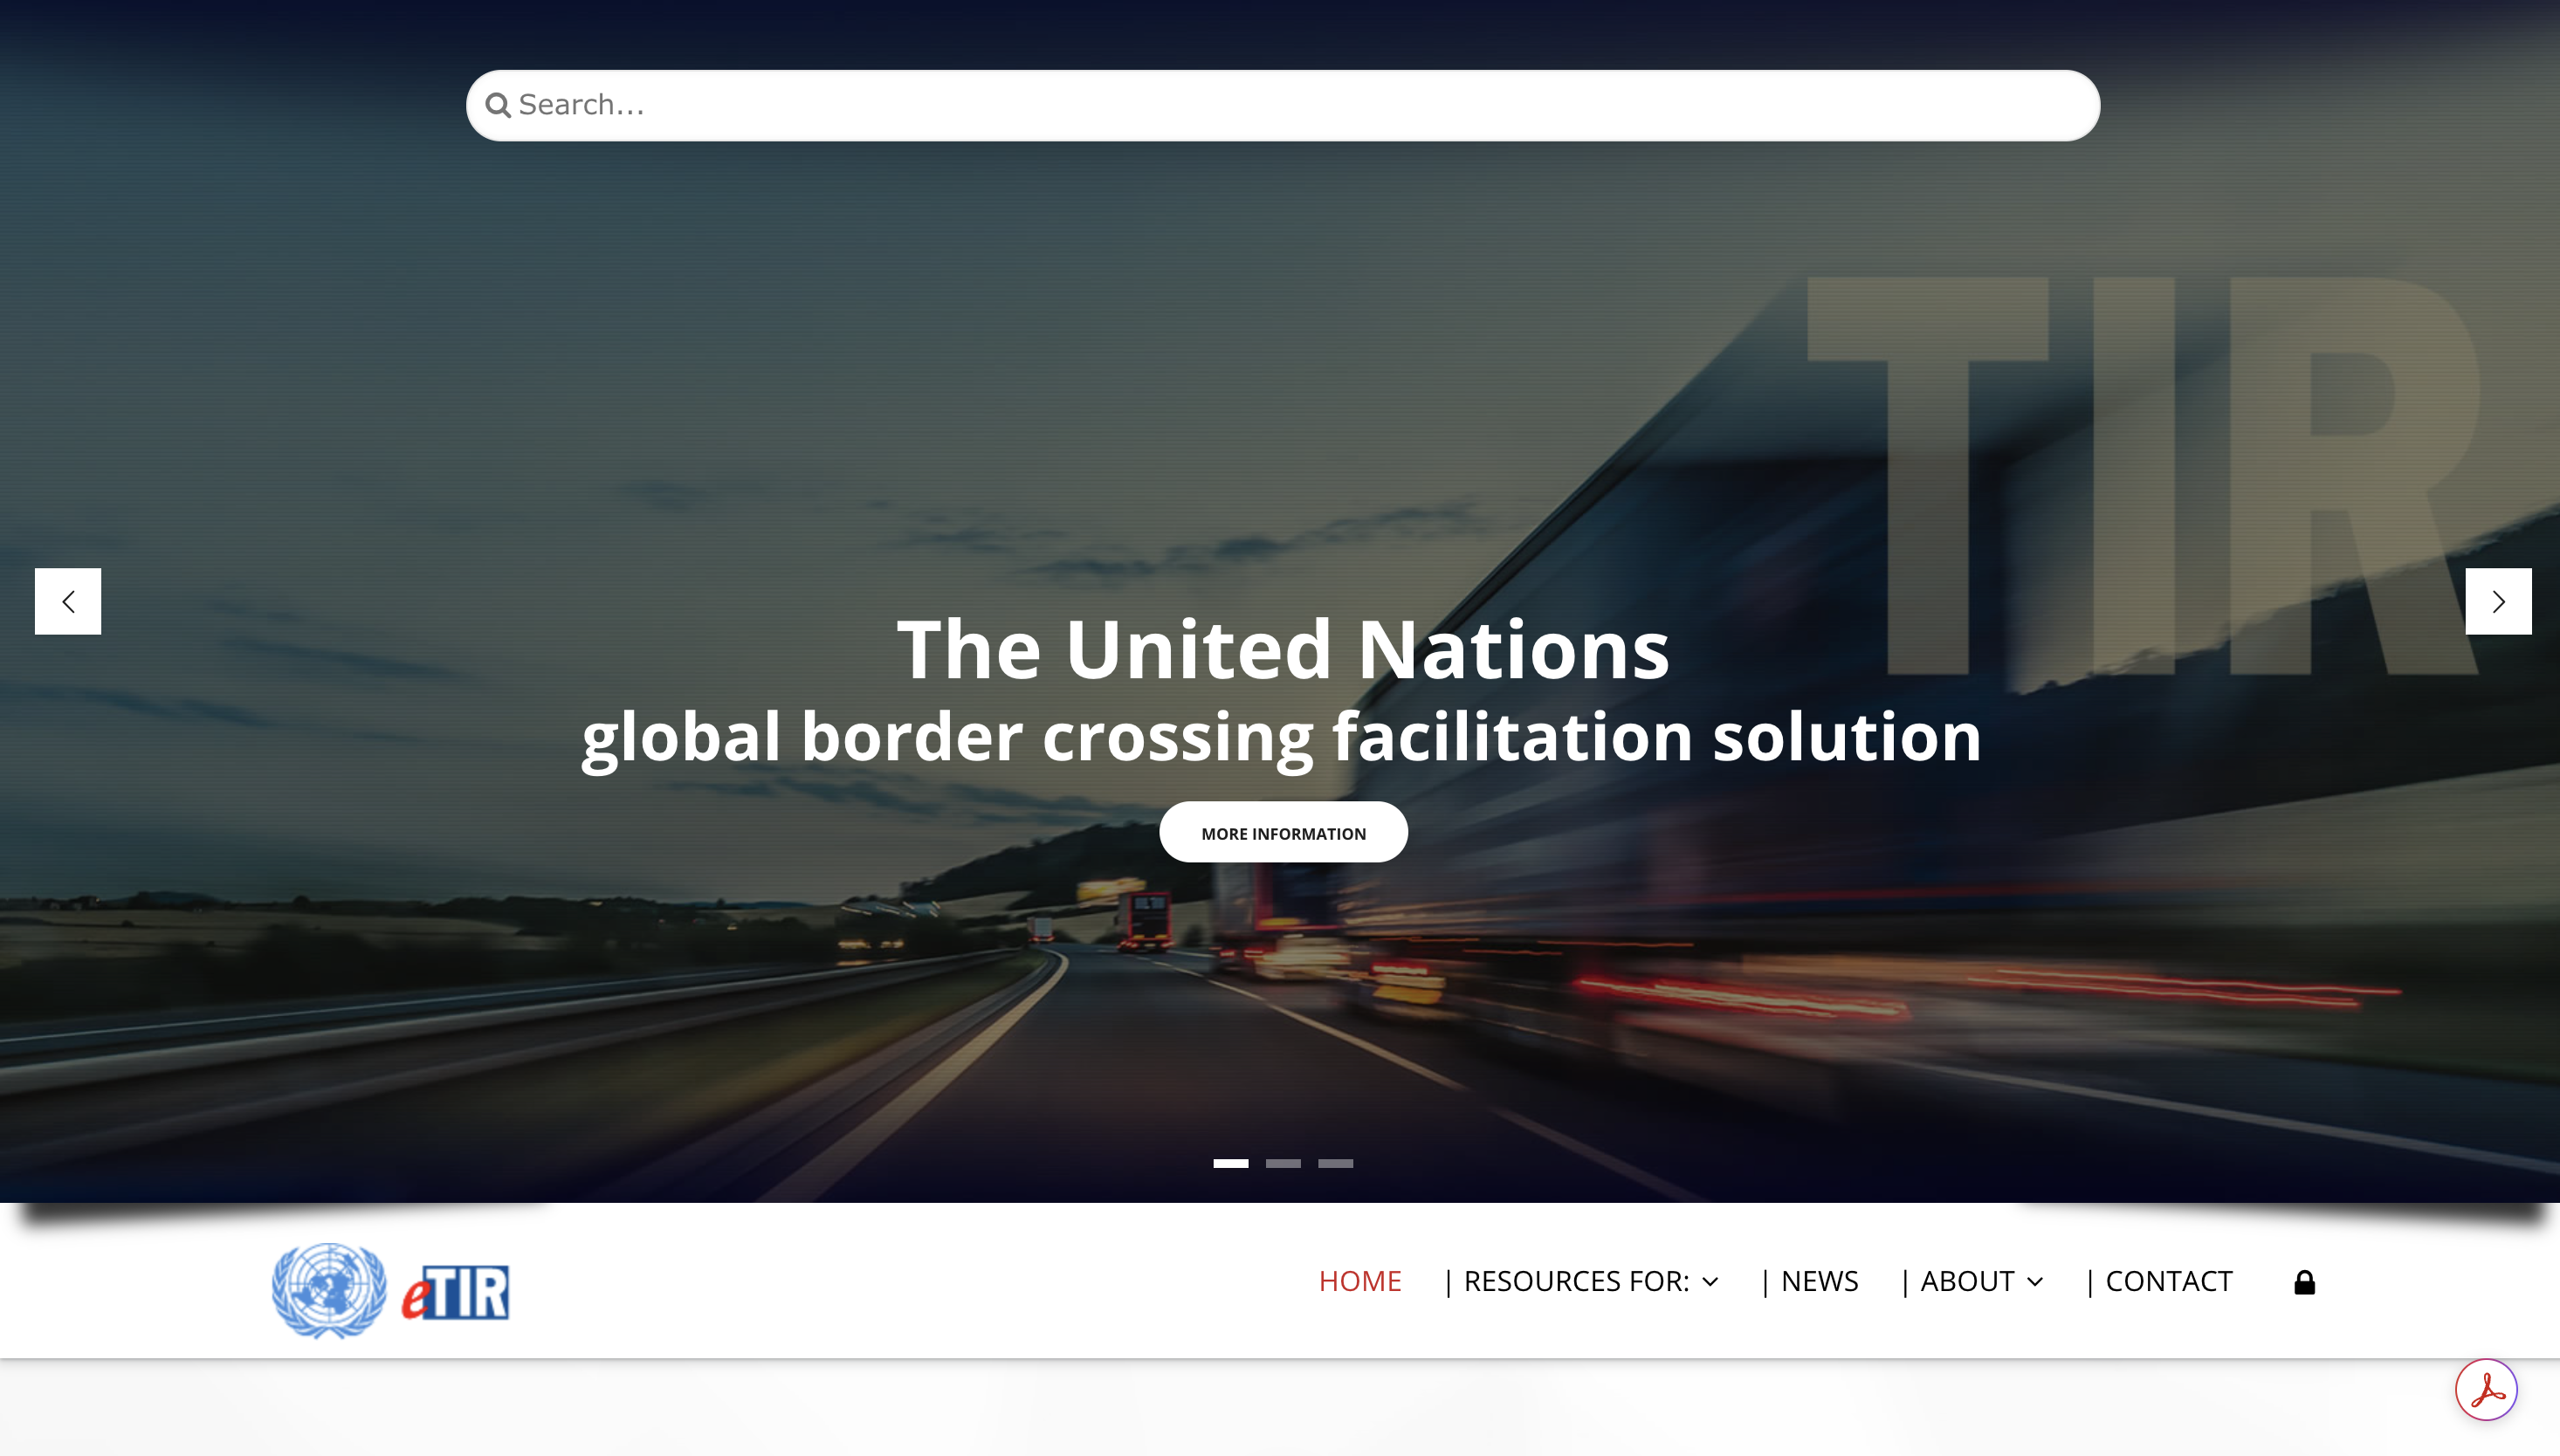 Search...
TIR
The United Nations
global border crossing facilitation solution
MORE INFORMATION
eTIR
HOME | RESOURCES FOR: | NEWS | ABOUT | CONTACT